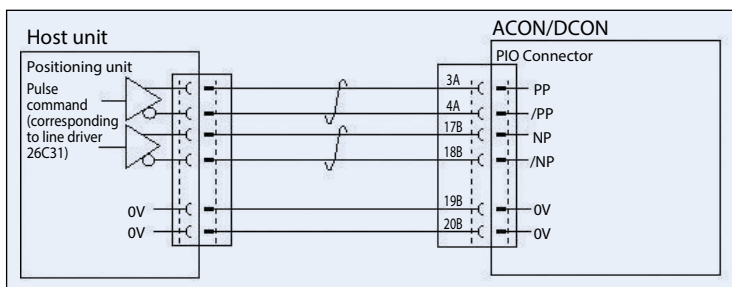 Host unit
ACON/DCON
Positioning unit
PIO Connector
Pulse
command
(corresponding
to line driver
26C31)
3A
PP
4A
/PP
17B
NP
18B
/NP
0V
19B
0V
0V
20B
0V